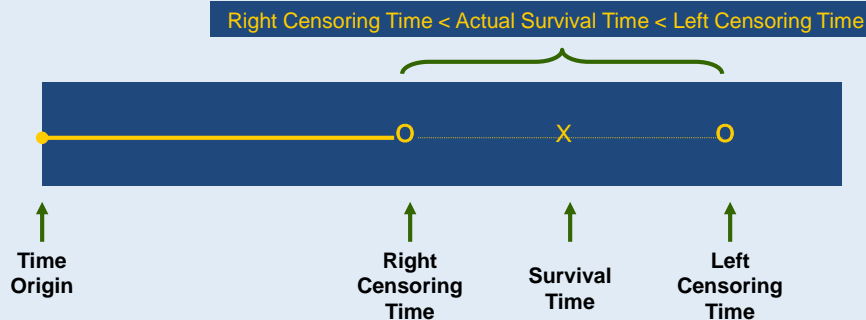 Right Censoring Time < Actual Survival Time < Left Censoring Time
O X O
Time
Origin
Right
Censoring
Time
Survival
Time
Left
Censoring
Time